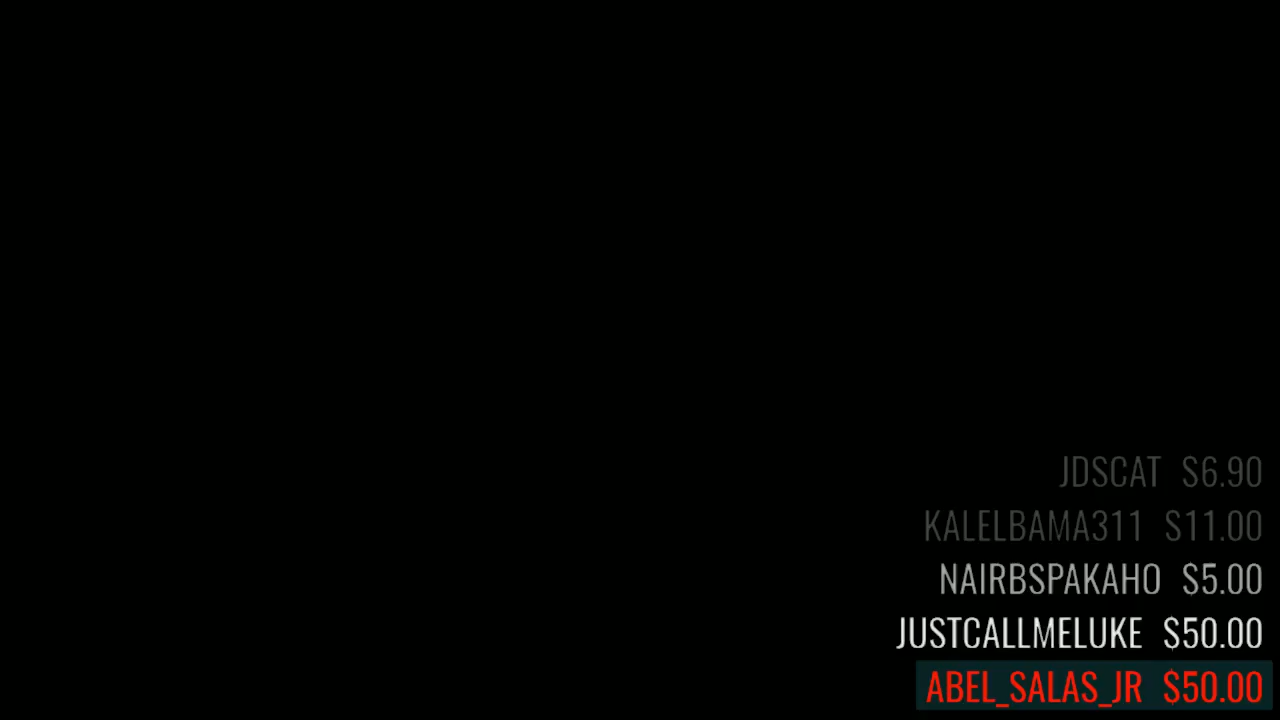 JDSCAT $6.90
KALELBAMA311 $11.00
NAIRBSPAKAHO $5.00
JUSTCALLMELUKE $50.00
ABEL_SALAS_JR $50.00